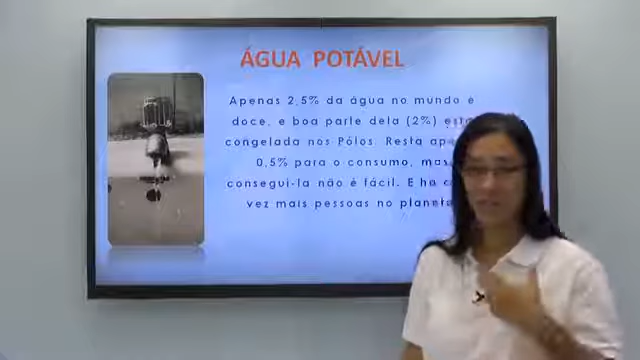 ÁGUA POTÁVEL
Apenas 2,5% da água no mundo é
doce, e boa parte dela (2%) está
congelada nos Pólos. Resta
0,5% para o consumo, mas
consegui-la não é fácil. E há
vez mais pessoas no planeta